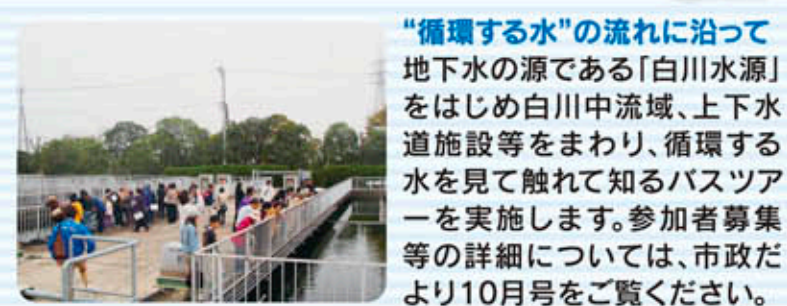 “循環する水”の流れに沿って
地下水の源である「白川水源」
をはじめ白川中流域、上下水
道施設等をまわり、循環する
水を見て触れて知るバスツア
ーを実施します。参加者募集
等の詳細については、市政だ
より10月号をご覧ください。